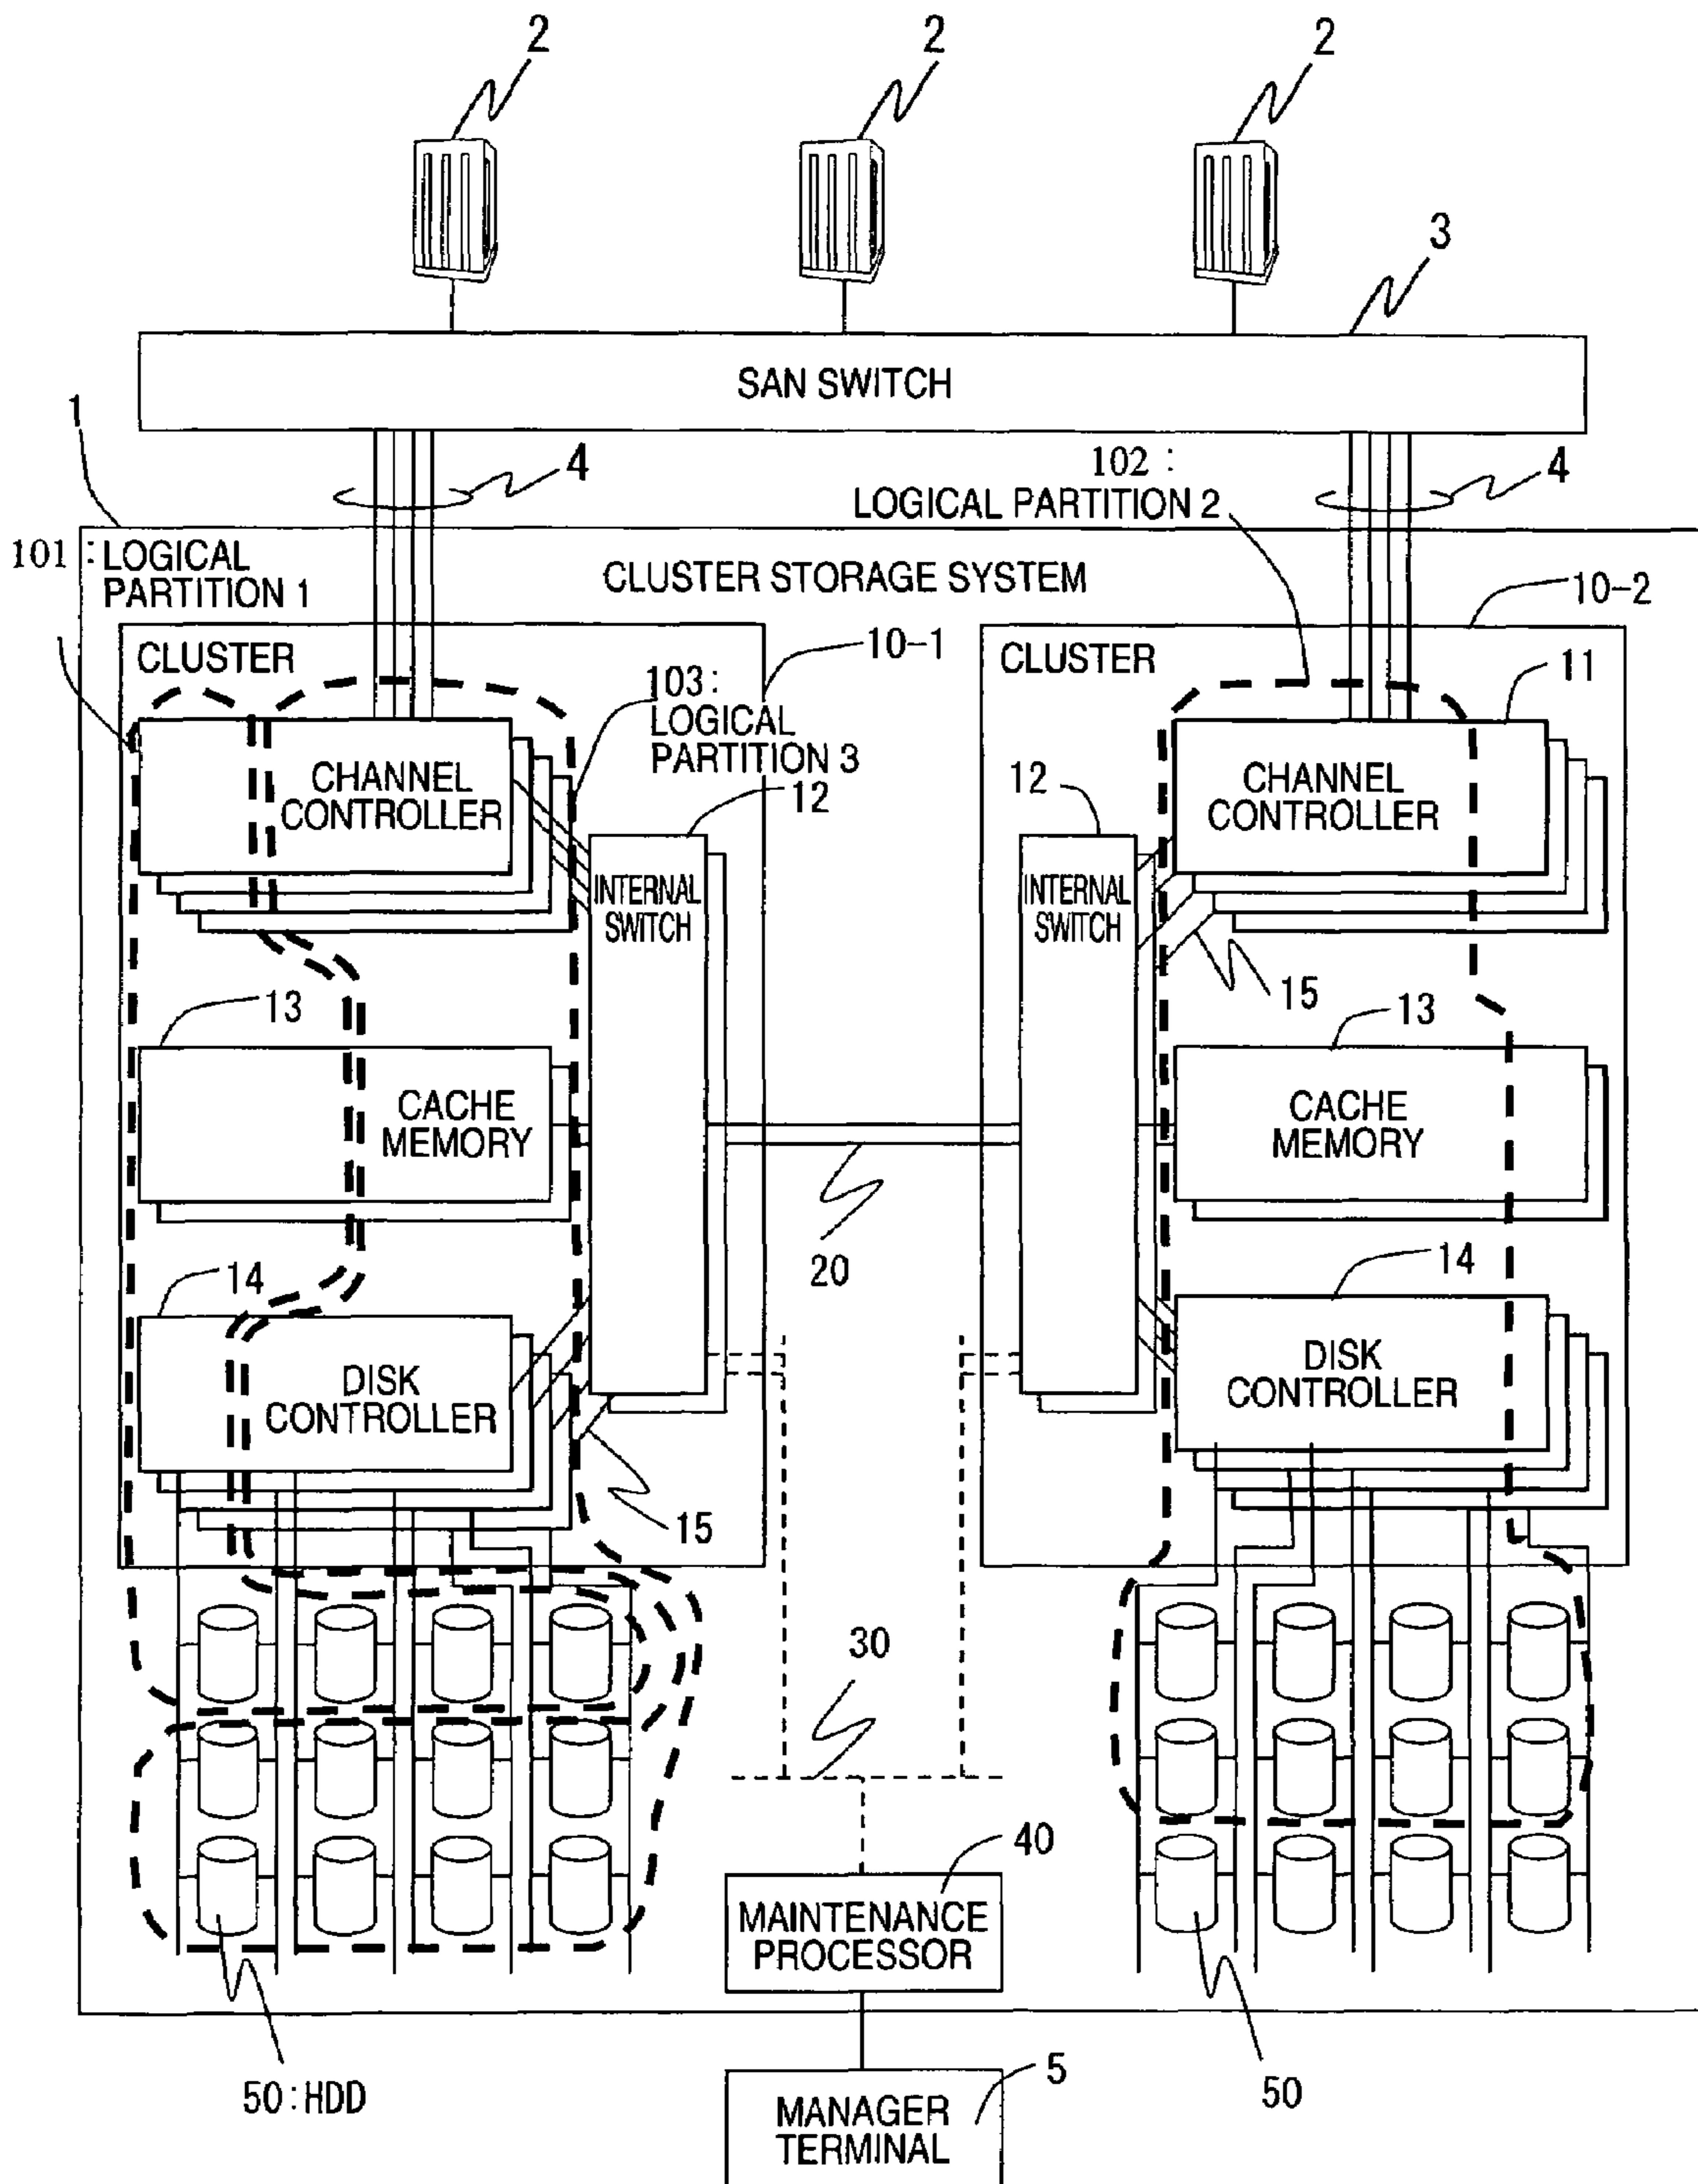 2
2
2
3
SAN SWITCH
1
4
102 :
LOGICAL PARTITION 2
4
101 : LOGICAL
PARTITION 1
CLUSTER STORAGE SYSTEM
10-2
CLUSTER
10-1
CLUSTER
11
103:
LOGICAL
PARTITION 3
CHANNEL
CONTROLLER
12
12
CHANNEL
CONTROLLER
INTERNAL
SWITCH
INTERNAL
SWITCH
15
13
13
CACHE
MEMORY
CACHE
MEMORY
20
14
14
DISK
CONTROLLER
DISK
CONTROLLER
15
30
40
MAINTENANCE
PROCESSOR
50:HDD
5
50
MANAGER
TERMINAL